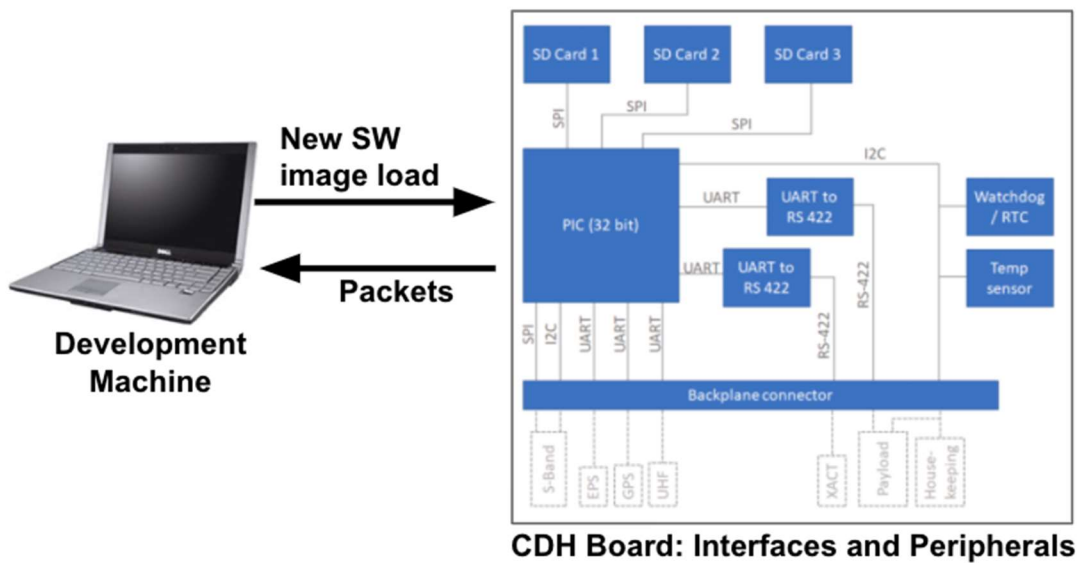 New SW
image load
Packets
Development
Machine
SD Card 1
SD Card 2
SD Card 3
SPI
SPI
SPI
I2C
PIC (32 bit)
UART
UART to
RS 422
Watchdog
/ RTC
UART
UART to
RS 422
Temp
sensor
SPI
I2C
UART
UART
UART
RS-422
RS-422
Backplane connector
S-Band
EPS
GPS
UHF
XACT
Payload
House-
keeping
CDH Board: Interfaces and Peripherals
DELL